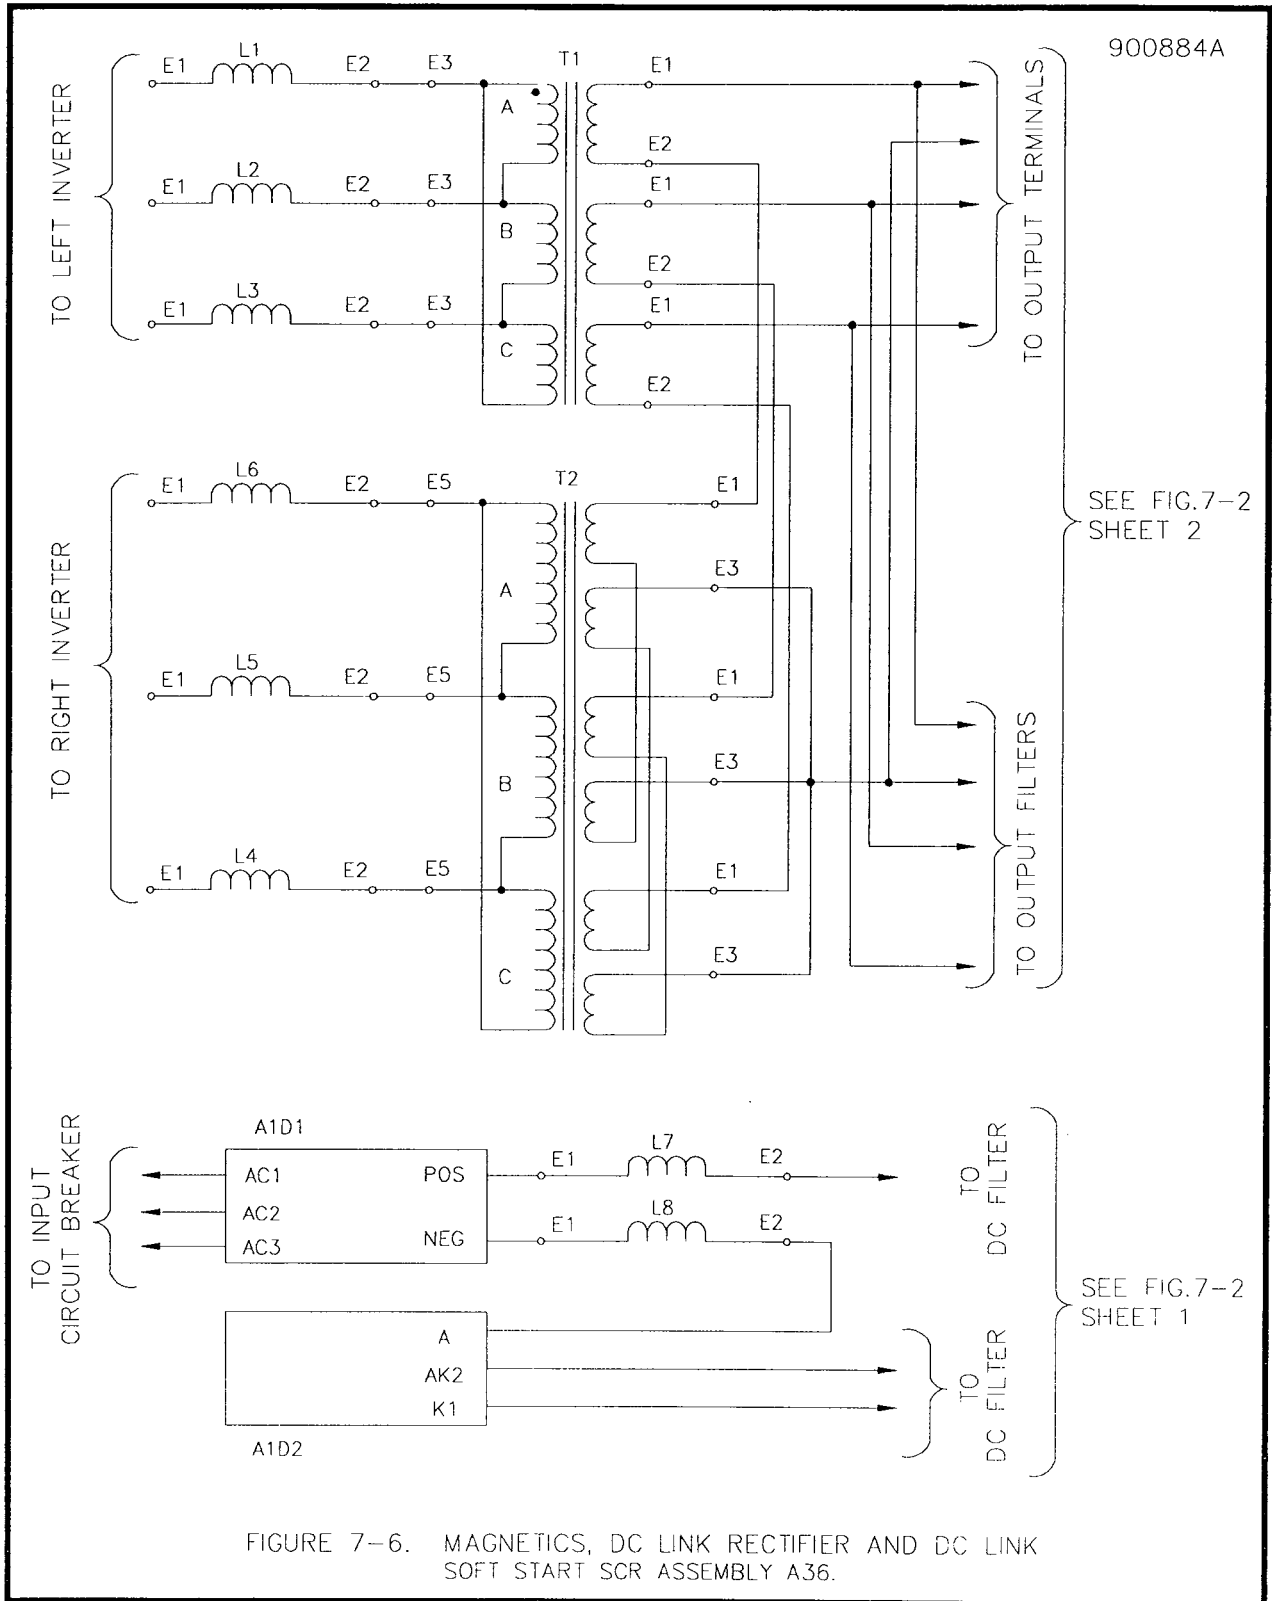 900884A
L1
T1
E1 E2 E3 E1
A
TO LEFT INVERTER
TO OUTPUT TERMINALS
E2
L2
E1 E2 E3 E1
B
E2
L3
E1 E2 E3 E1
C
E2
L6
T2
E1 E2 E5 E1
SEE FIG.7-2
SHEET 2
TO RIGHT INVERTER
E3
A
L5
E1 E2 E5 E1
TO OUTPUT FILTERS
E3
B
L4
E1 E2 E5 E1
E3
C
A1D1
TO INPUT
CIRCUIT BREAKER
AC1 POS
E1 L7 E2
TO
DC FILTER
AC2
AC3 NEG
E1 L8 E2
SEE FIG.7-2
SHEET 1
A
AK2
K1
TO
DC FILTER
A1D2
FIGURE 7-6. MAGNETICS, DC LINK RECTIFIER AND DC LINK
SOFT START SCR ASSEMBLY A36.